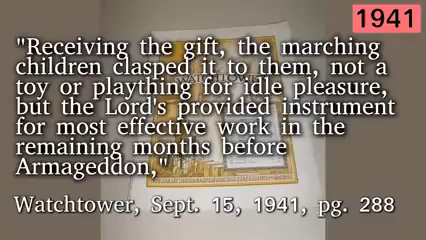 1941
"Receiving the gift, the marching
children clasped it to them, not a
toy or plaything for idle pleasure,
but the Lord's provided instrument
for most effective work in the
remaining months before
Armageddon,"
Watchtower, Sept. 15, 1941, pg. 288